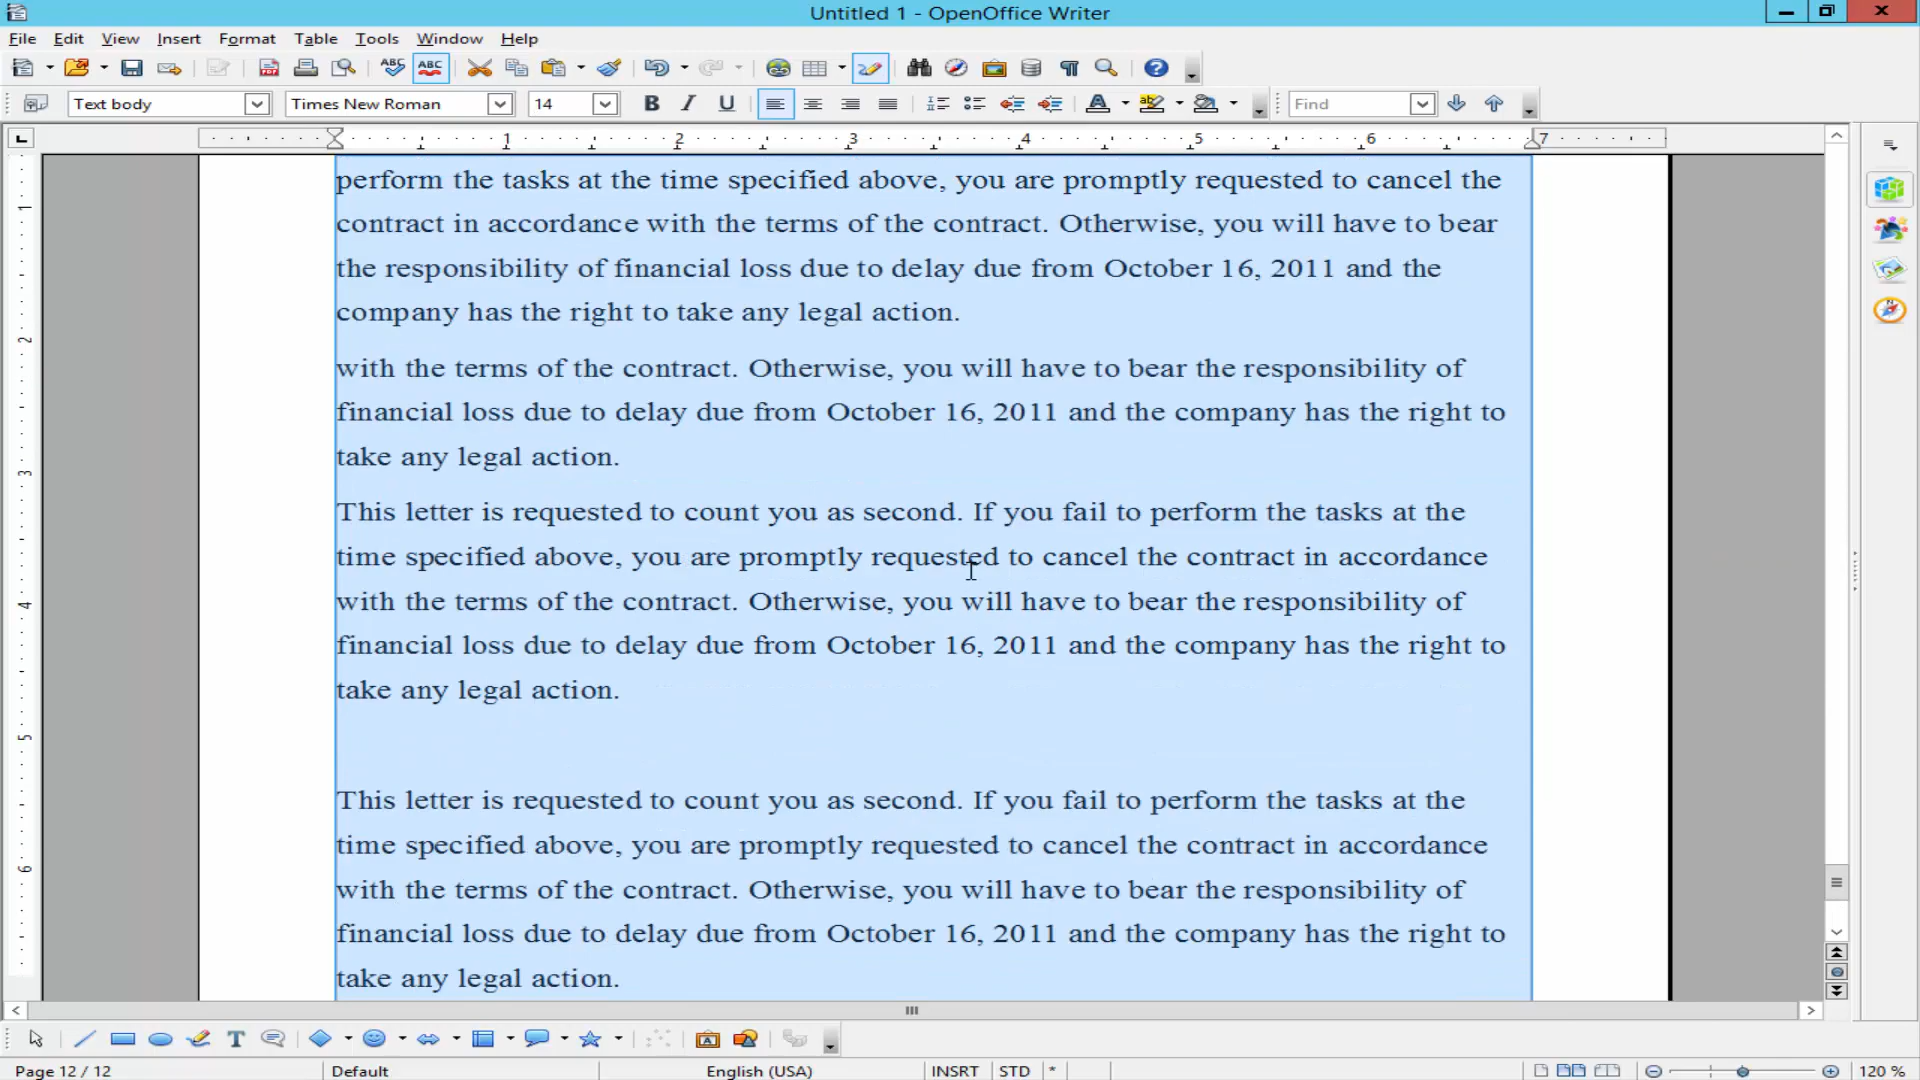 Untitled 1 - OpenOffice Writer
File Edit View Insert Format Table Tools Window Help
Text body Times New Roman 14 Find
1 2 3 4 5 6 7
perform the tasks at the time specified above, you are promptly requested to cancel the
contract in accordance with the terms of the contract. Otherwise, you will have to bear
the responsibility of financial loss due to delay due from October 16, 2011 and the
company has the right to take any legal action.
with the terms of the contract. Otherwise, you will have to bear the responsibility of
financial loss due to delay due from October 16, 2011 and the company has the right to
take any legal action.
This letter is requested to count you as second. If you fail to perform the tasks at the
time specified above, you are promptly requested to cancel the contract in accordance
with the terms of the contract. Otherwise, you will have to bear the responsibility of
financial loss due to delay due from October 16, 2011 and the company has the right to
take any legal action.
This letter is requested to count you as second. If you fail to perform the tasks at the
time specified above, you are promptly requested to cancel the contract in accordance
with the terms of the contract. Otherwise, you will have to bear the responsibility of
financial loss due to delay due from October 16, 2011 and the company has the right to
take any legal action.
1
2
3
4
5
6
Page 12 / 12 Default English (USA) INSRT STD * 120 %